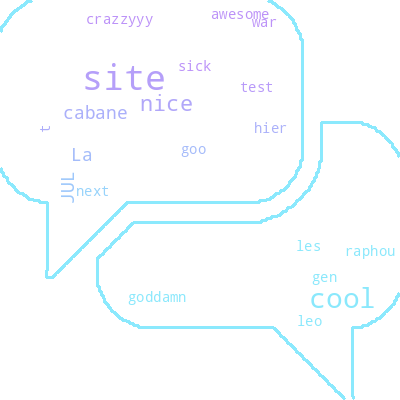 awesome
crazzyyy
war
sick
site
test
nice
cabane
t
hier
goo
La
JUL
next
les
raphou
gen
goddamn
cool
leo